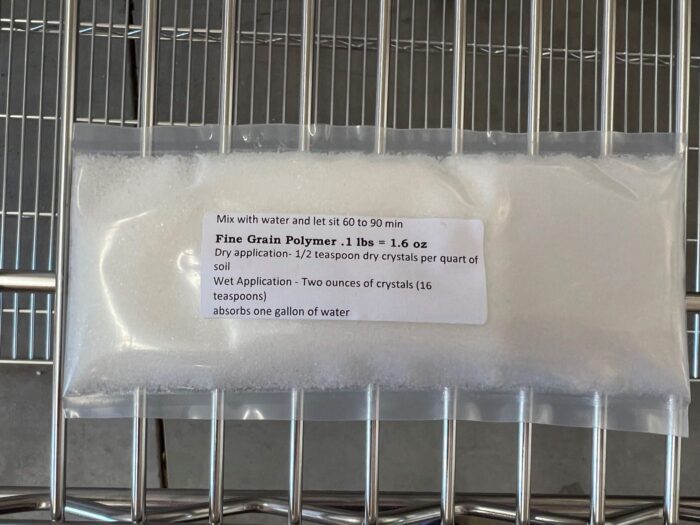 Mix with water and let sit 60 to 90 min
Fine Grain Polymer .1 lbs = 1.6 oz
Dry application- 1/2 teaspoon dry crystals per quart of
soil
Wet Application - Two ounces of crystals (16
teaspoons)
absorbs one gallon of water